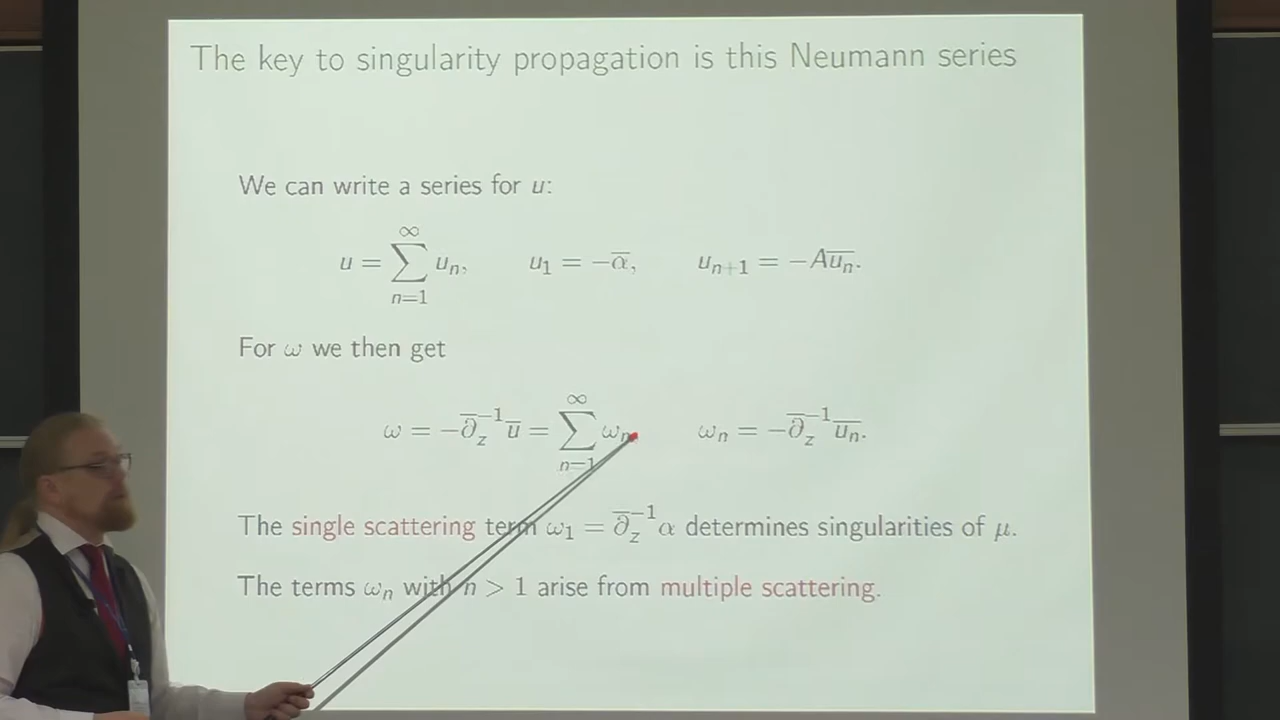 The key to singularity propagation is this Neumann series
We can write a series for u:
u = ∑_{n=1}^{∞} u_n,    u_1 = −\overline{α},    u_{n+1} = −A\overline{u_n}.
For ω we then get
ω = −\overline{∂}_z^{−1}\overline{u} = ∑_{n=1}^{∞} ω_n    ω_n = −\overline{∂}_z^{−1}\overline{u_n}.
The single scattering term ω_1 = \overline{∂}_z^{−1}α determines singularities of μ.
The terms ω_n with n > 1 arise from multiple scattering.